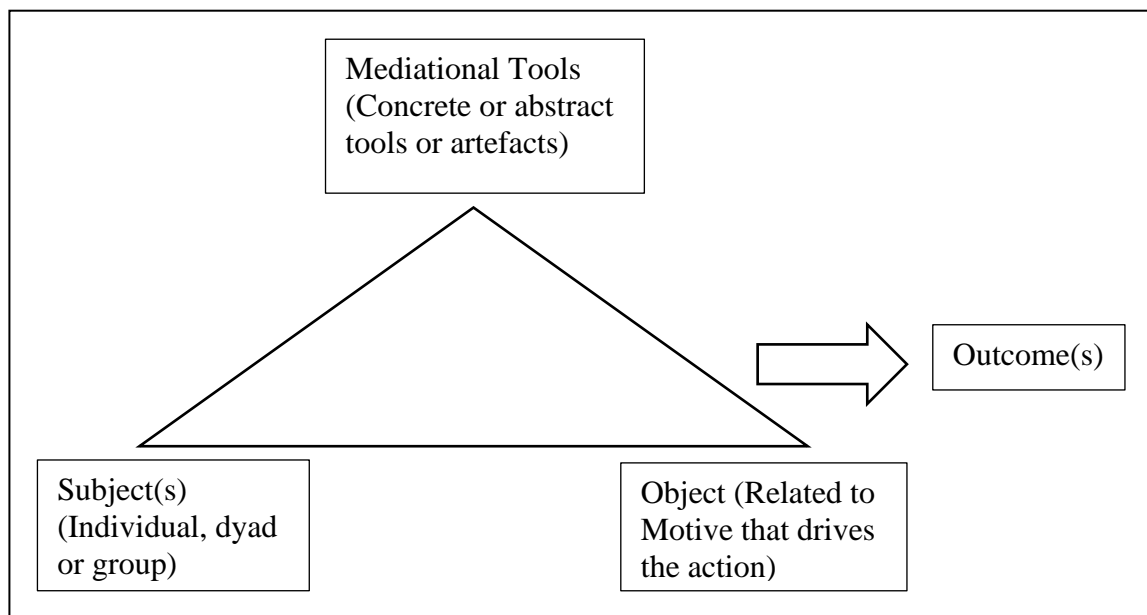 Mediational Tools
(Concrete or abstract
tools or artefacts)
Outcome(s)
Subject(s)
(Individual, dyad
or group)
Object (Related to
Motive that drives
the action)